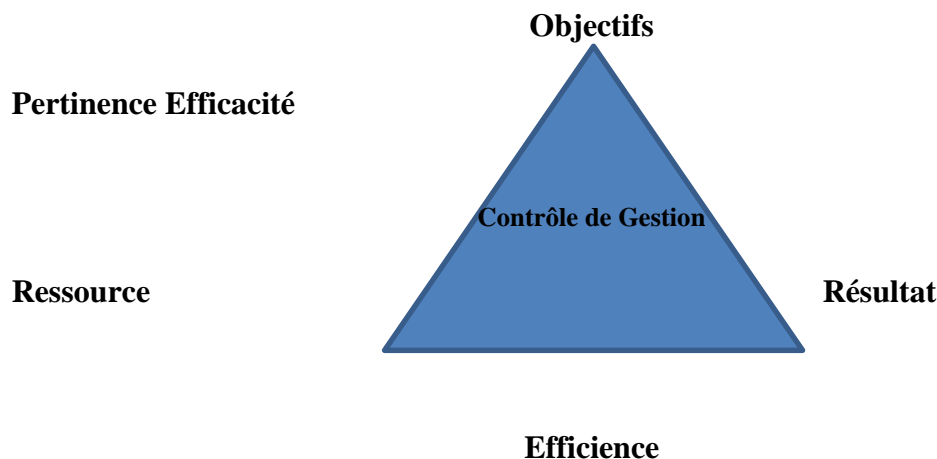 Objectifs
Pertinence Efficacité
Contrôle de Gestion
Ressource
Résultat
Efficience